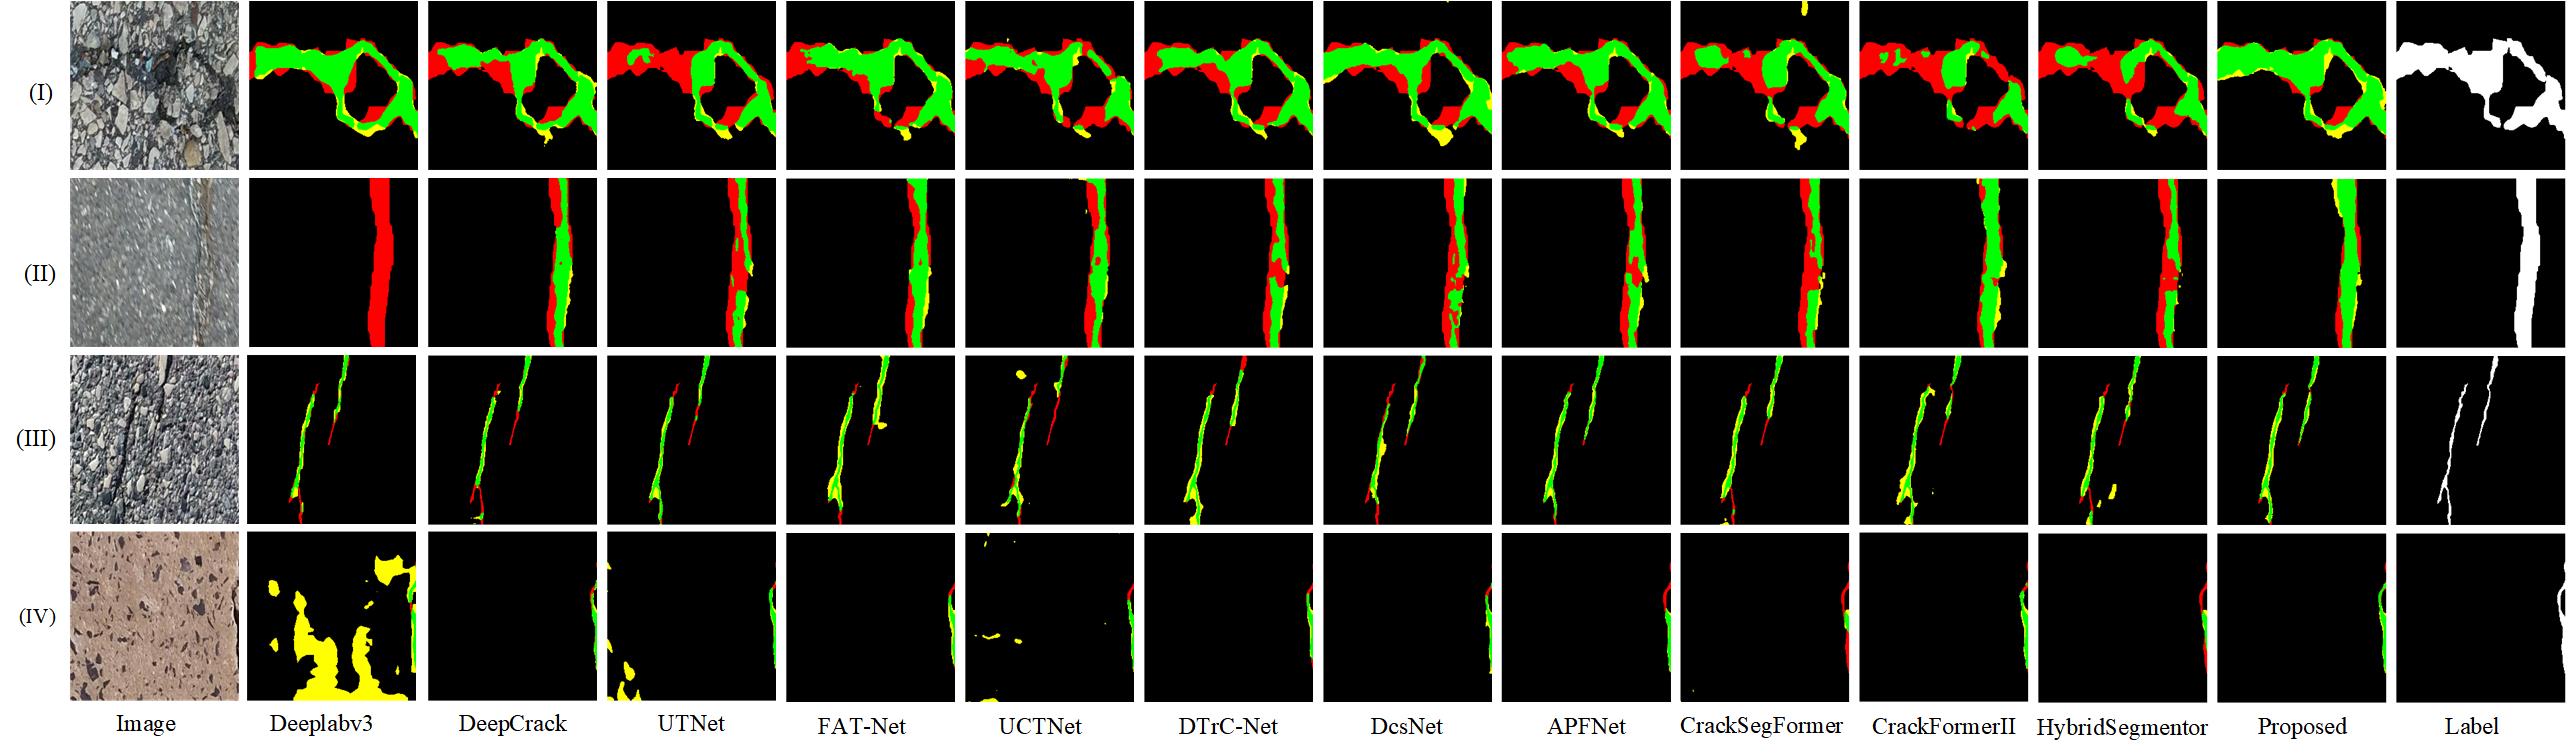 (I)
(II)
(III)
(IV)
Image Deeplabv3 DeepCrack UTNet FAT-Net UCTNet DTrC-Net DcsNet APFNet CrackSegFormer CrackFormerII HybridSegmentor Proposed Label